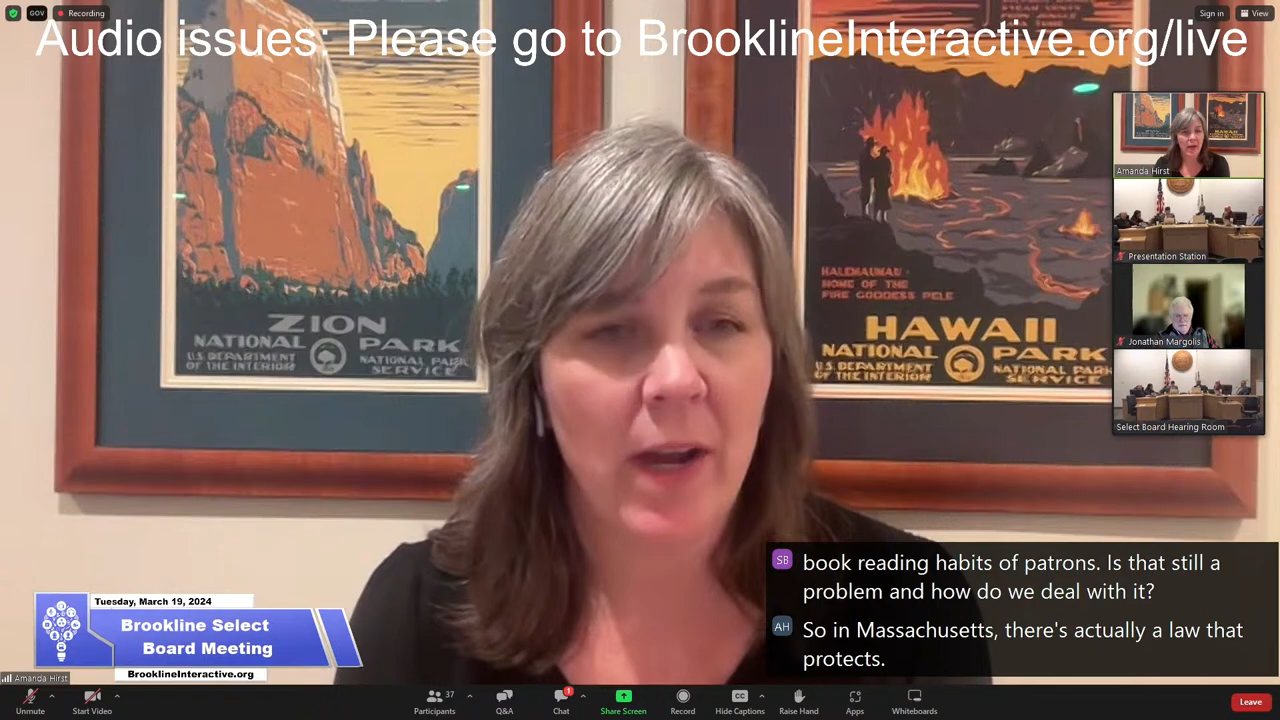 GOV
Recording
Sign in
View
Audio issues: Please go to BrooklineInteractive.org/live
ZION
NATIONAL PARK
U.S. DEPARTMENT OF THE INTERIOR
NATIONAL PARK SERVICE
HALEMAUMAU -
HOME OF THE
FIRE GODDESS PELE
HAWAII
NATIONAL PARK
U.S. DEPARTMENT OF THE INTERIOR
NATIONAL PARK SERVICE
Amanda Hirst
Presentation Station
Jonathan Margolis
Select Board Hearing Room
SB
book reading habits of patrons. Is that still a
problem and how do we deal with it?
AH
So in Massachusetts, there's actually a law that
protects.
Tuesday, March 19, 2024
Brookline Select
Board Meeting
BrooklineInteractive.org
Amanda Hirst
Unmute
Start Video
37
Participants
Q&A
1
Chat
Share Screen
Record
CC
Hide Captions
Raise Hand
Apps
Whiteboards
Leave